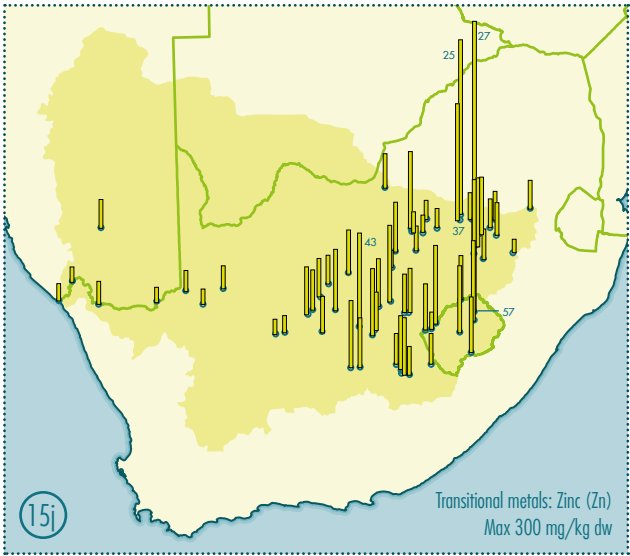 27
25
37
43
57
15j
Transitional metals: Zinc (Zn)
Max 300 mg/kg dw